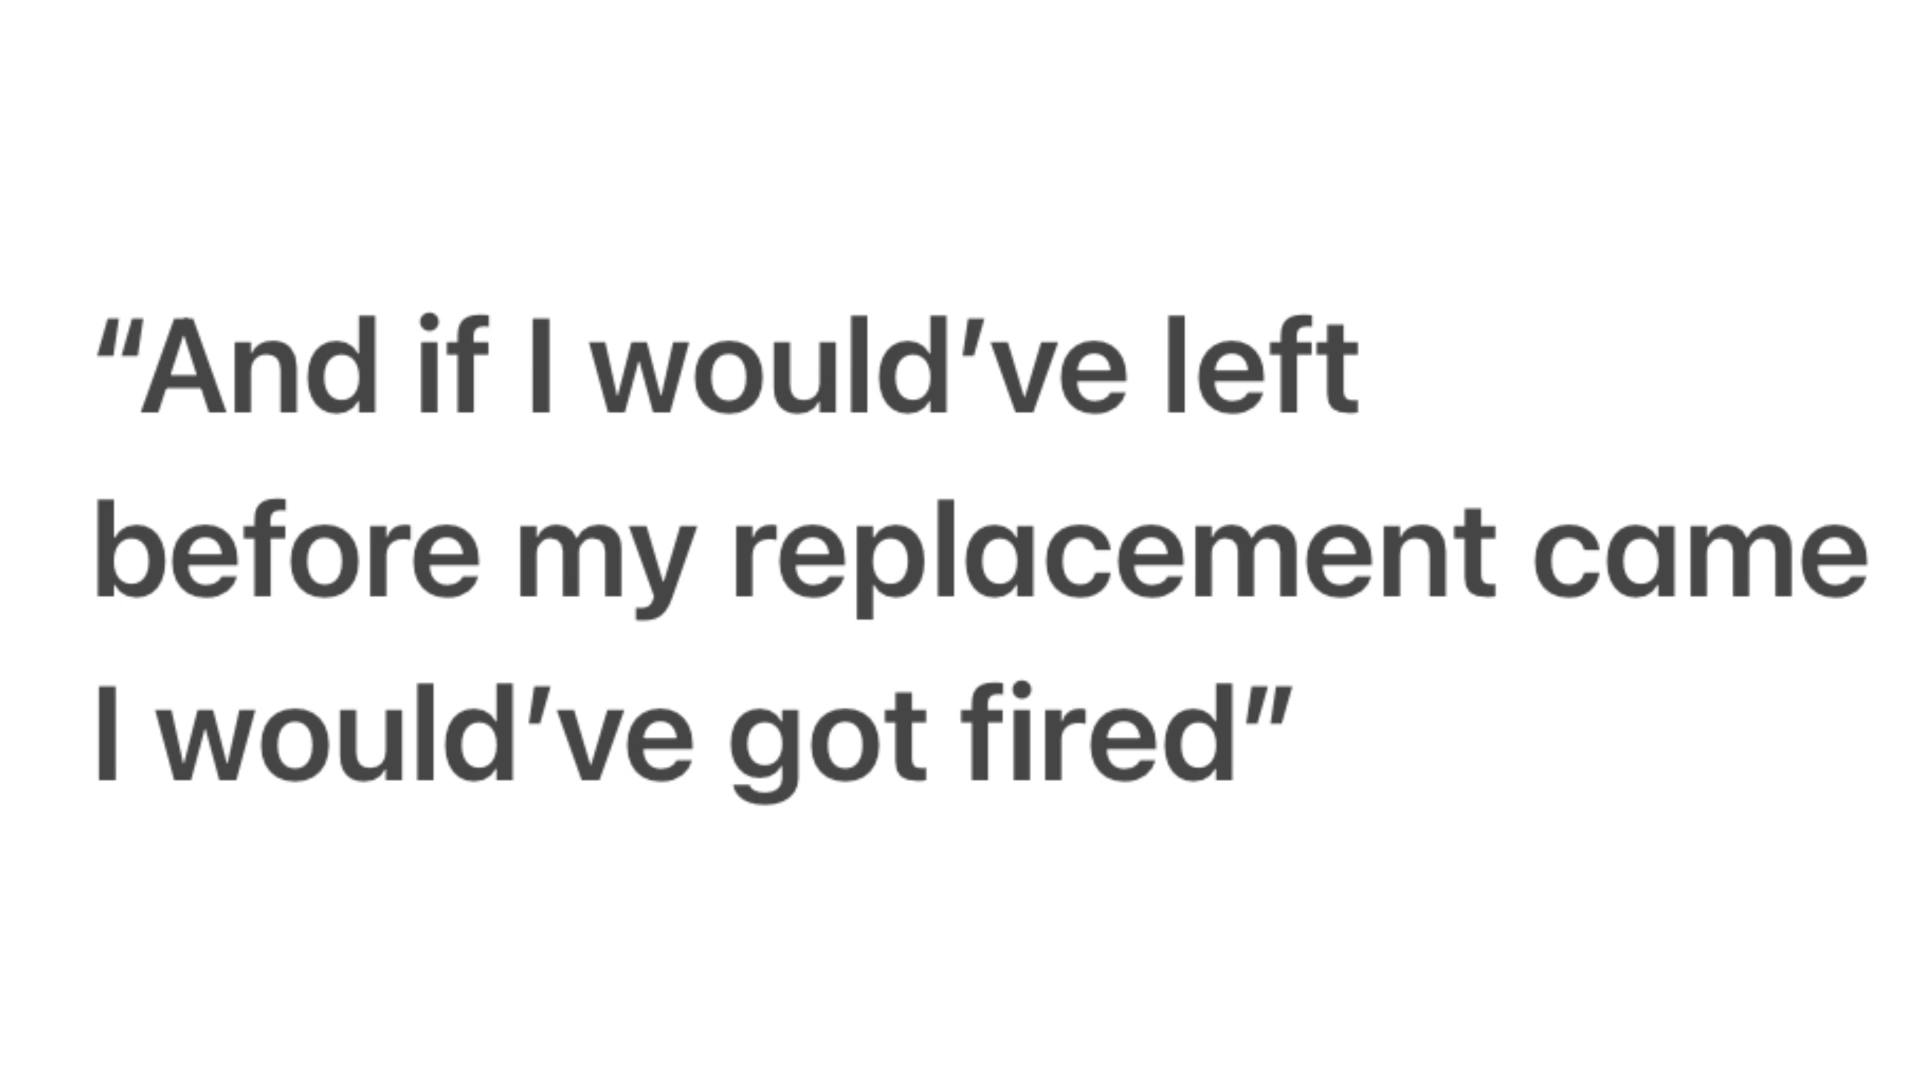 “And if I would’ve left
before my replacement came
I would’ve got fired”